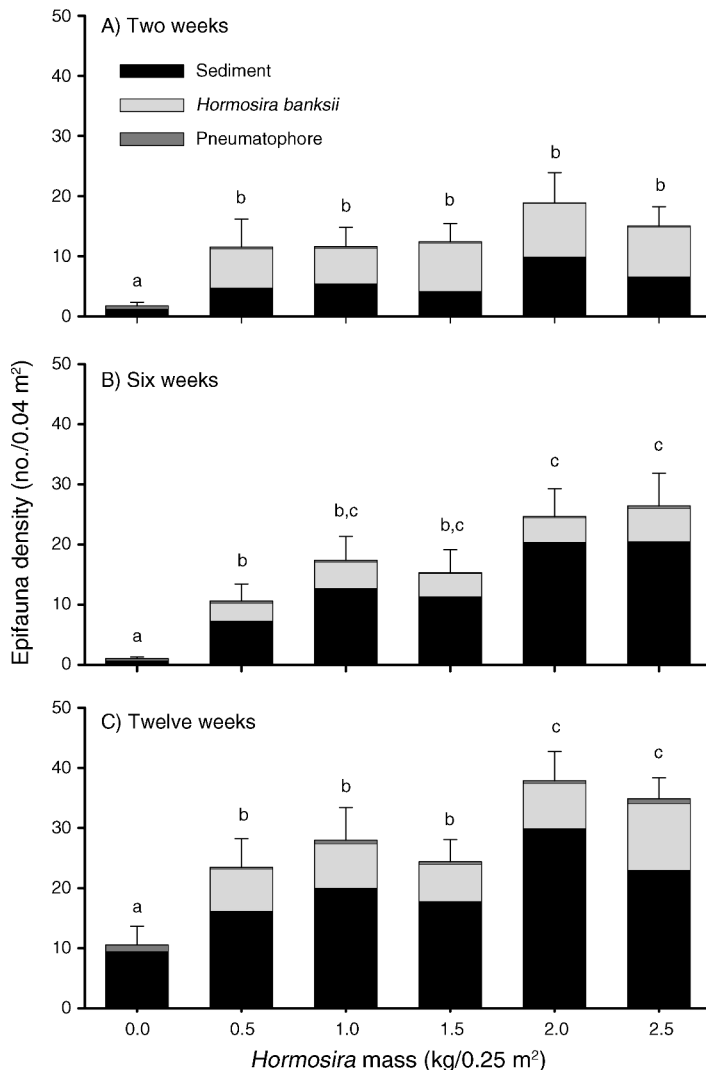 50
A) Two weeks
Sediment
40
Hormosira banksii
30
Pneumatophore
b
20
b b b b
10
a
0
50
B) Six weeks
40
c c
30
b,c b,c
20
b
10
a
0
Epifauna density (no./0.04 m²)
50
C) Twelve weeks
c
40
c
b
b b
30
20
a
10
0
0.0 0.5 1.0 1.5 2.0 2.5
Hormosira mass (kg/0.25 m²)